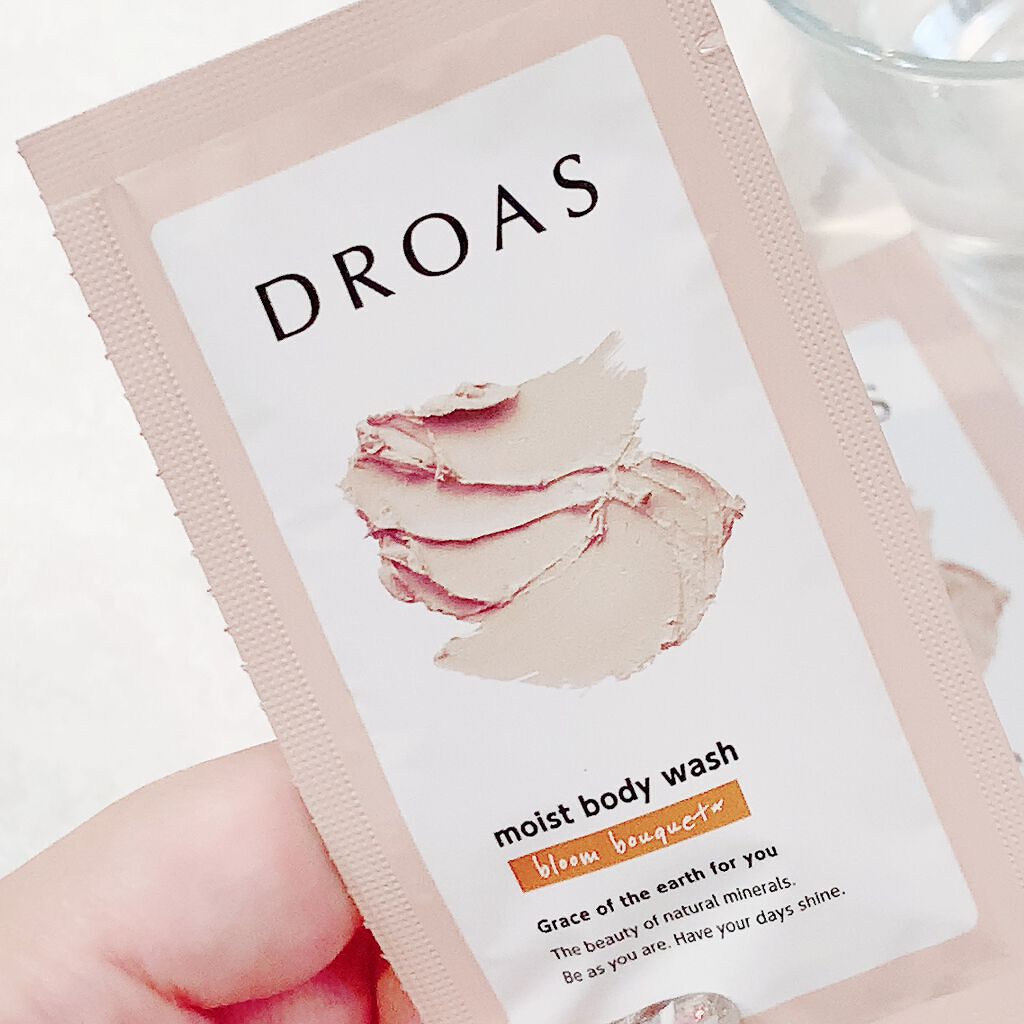 DROAS
moist body wash
bloom bouquet*
Grace of the earth for you
The beauty of natural minerals.
Be as you are. Have your days shine.
S